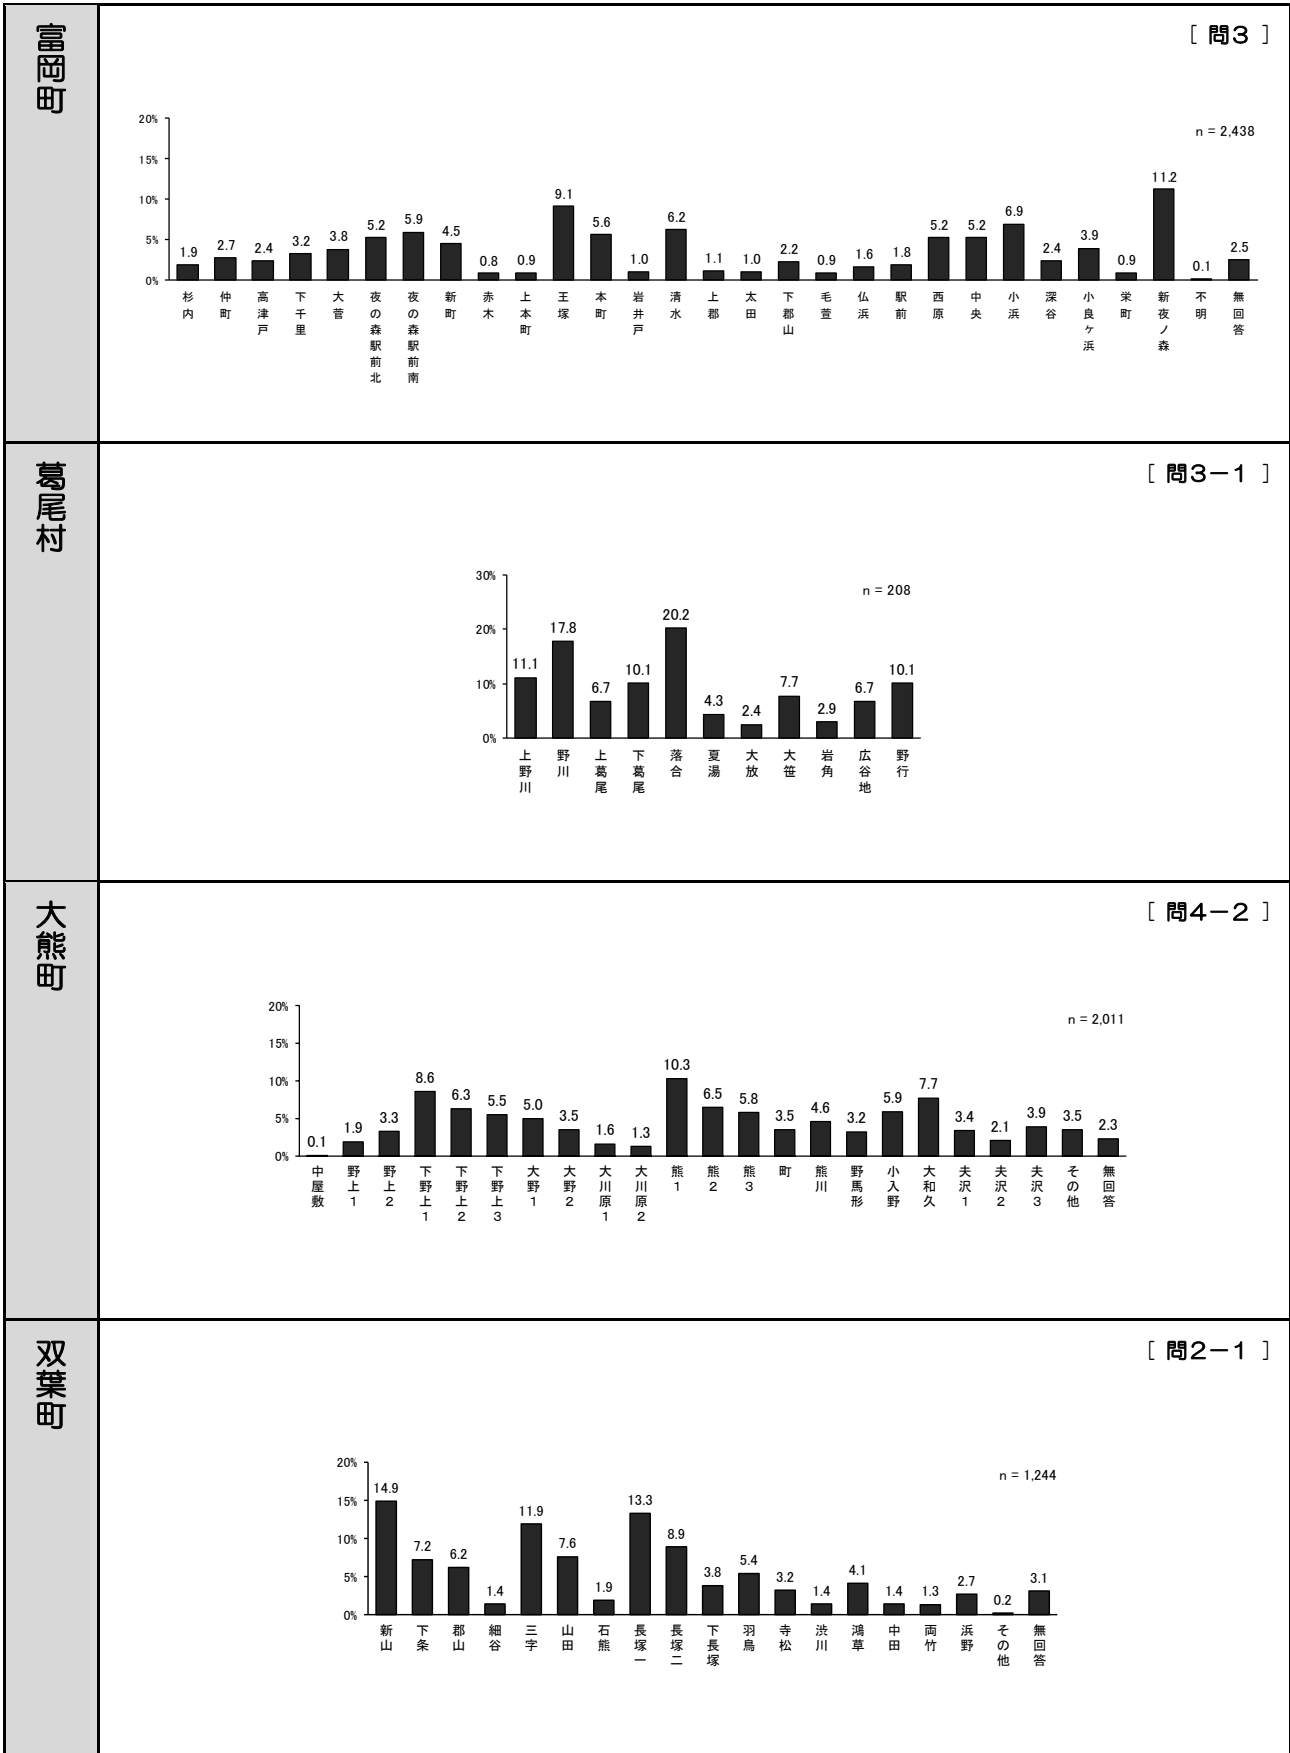 富岡町
[ 問3 ]
n = 2,438
20%
15%
10%
5%
0%
1.9 2.7 2.4 3.2 3.8 5.2 5.9 4.5 0.8 0.9 9.1 5.6 1.0 6.2 1.1 1.0 2.2 0.9 1.6 1.8 5.2 5.2 6.9 2.4 3.9 0.9 11.2 0.1 2.5
杉内 仲町 高津戸 下千里 大菅 夜の森駅前北 夜の森駅前南 新町 赤木 上本町 王塚 本町 岩井戸 清水 上郡 太田 下郡山 毛萱 仏浜 駅前 西原 中央 小浜 深谷 小良ヶ浜 栄町 新夜ノ森 不明 無回答
葛尾村
[ 問3－1 ]
n = 208
30%
20%
10%
0%
11.1 17.8 6.7 10.1 20.2 4.3 2.4 7.7 2.9 6.7 10.1
上野川 野川 上葛尾 下葛尾 落合 夏湯 大放 大笹 岩角 広谷地 野行
大熊町
[ 問4－2 ]
n = 2,011
20%
15%
10%
5%
0%
0.1 1.9 3.3 8.6 6.3 5.5 5.0 3.5 1.6 1.3 10.3 6.5 5.8 3.5 4.6 3.2 5.9 7.7 3.4 2.1 3.9 3.5 2.3
中屋敷 野上1 野上2 下野上1 下野上2 下野上3 大野1 大野2 大川原1 大川原2 熊1 熊2 熊3 町 熊川 野馬形 小入野 大和久 夫沢1 夫沢2 夫沢3 その他 無回答
双葉町
[ 問2－1 ]
n = 1,244
20%
15%
10%
5%
0%
14.9 7.2 6.2 1.4 11.9 7.6 1.9 13.3 8.9 3.8 5.4 3.2 1.4 4.1 1.4 1.3 2.7 0.2 3.1
新山 下条 郡山 細谷 三字 山田 石熊 長塚一 長塚二 下長塚 羽鳥 寺松 渋川 鴻草 中田 両竹 浜野 その他 無回答